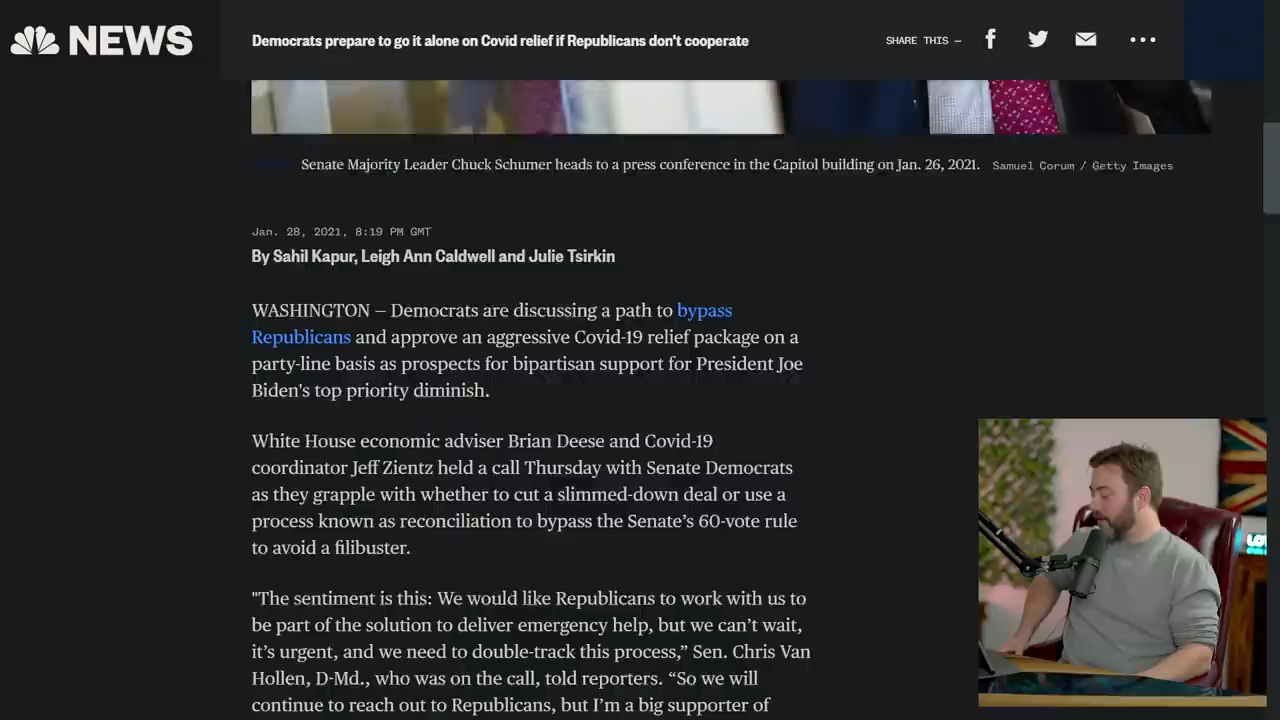 NEWS
Democrats prepare to go it alone on Covid relief if Republicans don't cooperate
SHARE THIS —
Senate Majority Leader Chuck Schumer heads to a press conference in the Capitol building on Jan. 26, 2021. Samuel Corum / Getty Images
Jan. 28, 2021, 8:19 PM GMT
By Sahil Kapur, Leigh Ann Caldwell and Julie Tsirkin
WASHINGTON — Democrats are discussing a path to bypass
Republicans and approve an aggressive Covid-19 relief package on a
party-line basis as prospects for bipartisan support for President Joe
Biden's top priority diminish.
White House economic adviser Brian Deese and Covid-19
coordinator Jeff Zientz held a call Thursday with Senate Democrats
as they grapple with whether to cut a slimmed-down deal or use a
process known as reconciliation to bypass the Senate’s 60-vote rule
to avoid a filibuster.
"The sentiment is this: We would like Republicans to work with us to
be part of the solution to deliver emergency help, but we can’t wait,
it’s urgent, and we need to double-track this process,” Sen. Chris Van
Hollen, D-Md., who was on the call, told reporters. “So we will
continue to reach out to Republicans, but I’m a big supporter of